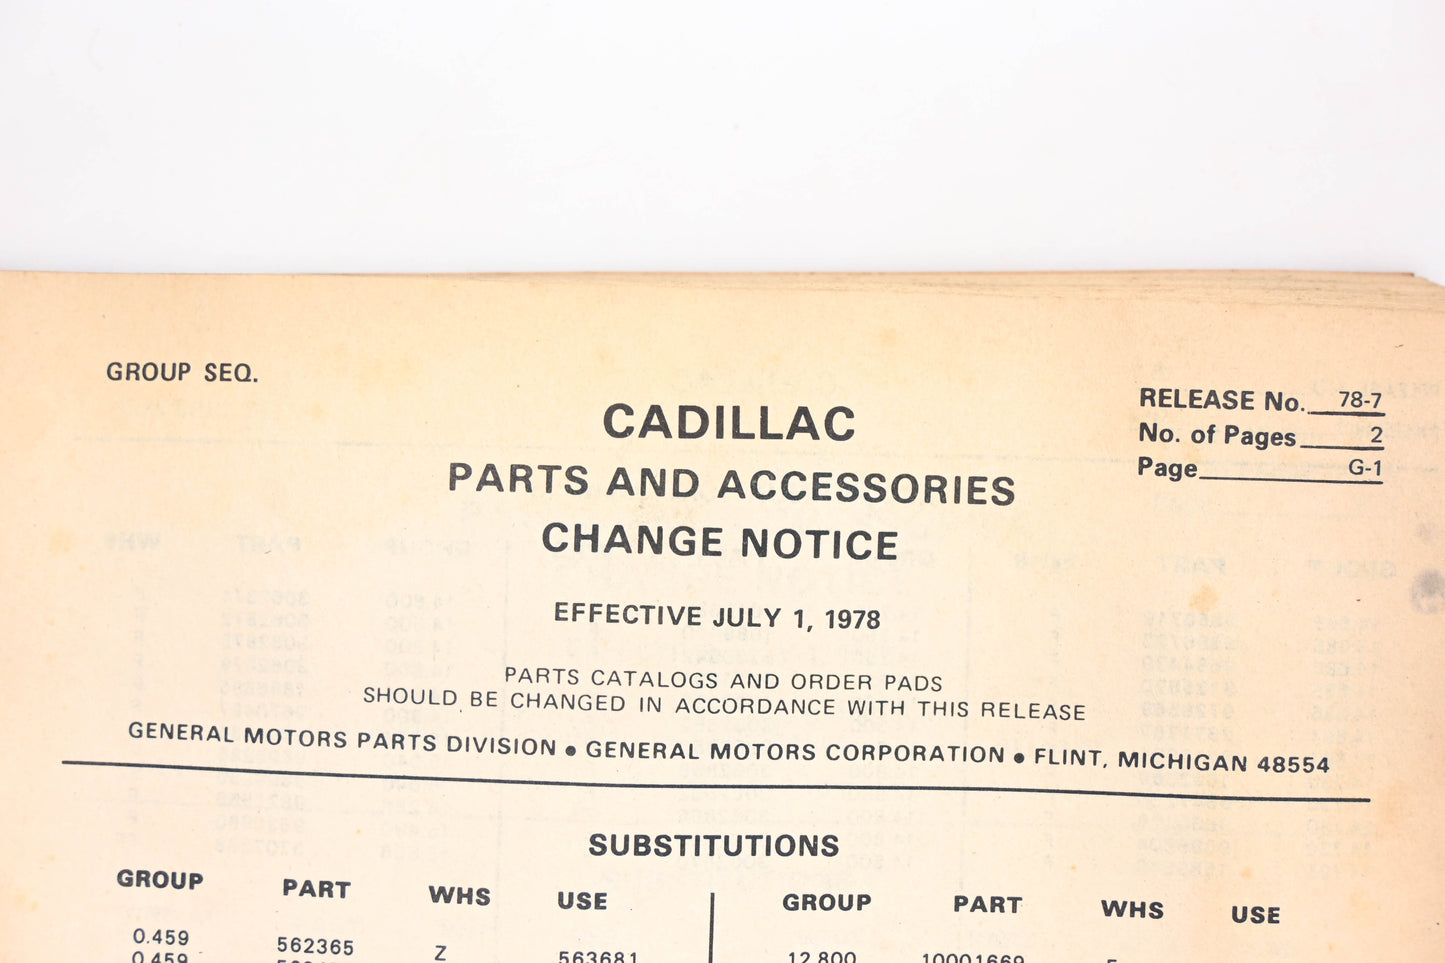 GROUP SEQ.
RELEASE No. 78-7
No. of Pages 2
Page G-1
CADILLAC
PARTS AND ACCESSORIES
CHANGE NOTICE
EFFECTIVE JULY 1, 1978
PARTS CATALOGS AND ORDER PADS
SHOULD BE CHANGED IN ACCORDANCE WITH THIS RELEASE
GENERAL MOTORS PARTS DIVISION ● GENERAL MOTORS CORPORATION ● FLINT, MICHIGAN 48554
SUBSTITUTIONS
GROUP PART WHS USE GROUP PART WHS USE
0.459 562365 Z 563681 12.800 10001669
0.459